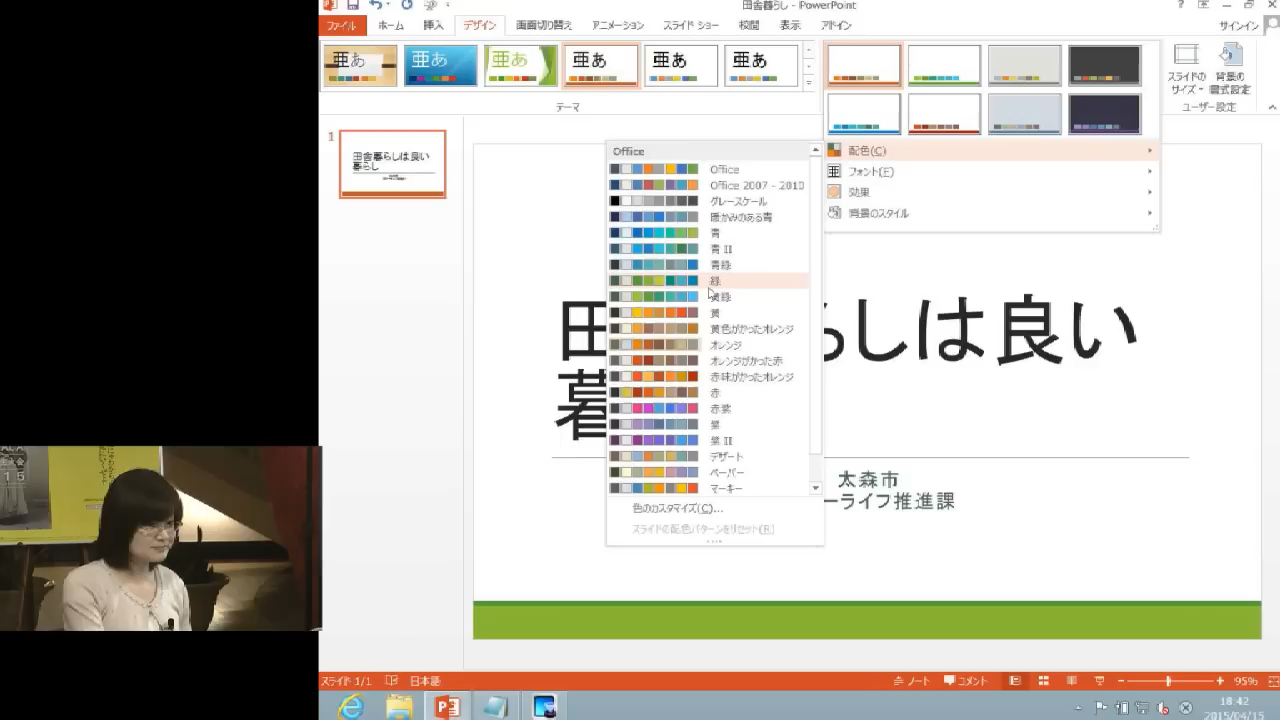 田舎暮らし - PowerPoint
ファイル ホーム 挿入 デザイン 画面切り替え アニメーション スライド ショー 校閲 表示 アドイン サインイン
亜あ 亜あ 亜あ 亜あ 亜あ 亜あ
スライドの サイズ
背景の 書式設定
テーマ
ユーザー設定
配色(C)
フォント(F)
効果
背景のスタイル
1
田舎暮らしは良い
暮らし
Office
Office
Office 2007 - 2010
グレースケール
暖かみのある青
青
青 II
青緑
緑
黄緑
黄
黄色がかったオレンジ
オレンジ
オレンジがかった赤
赤味がかったオレンジ
赤
赤紫
紫
紫 II
デザート
ペーパー
マーキー
色のカスタマイズ(C)...
スライドの配色パターンをリセット(R)
田 らしは良い
暮
太森市
ーライフ推進課
スライド 1/1 日本語 ノート コメント 95%
18:42
2015/04/15